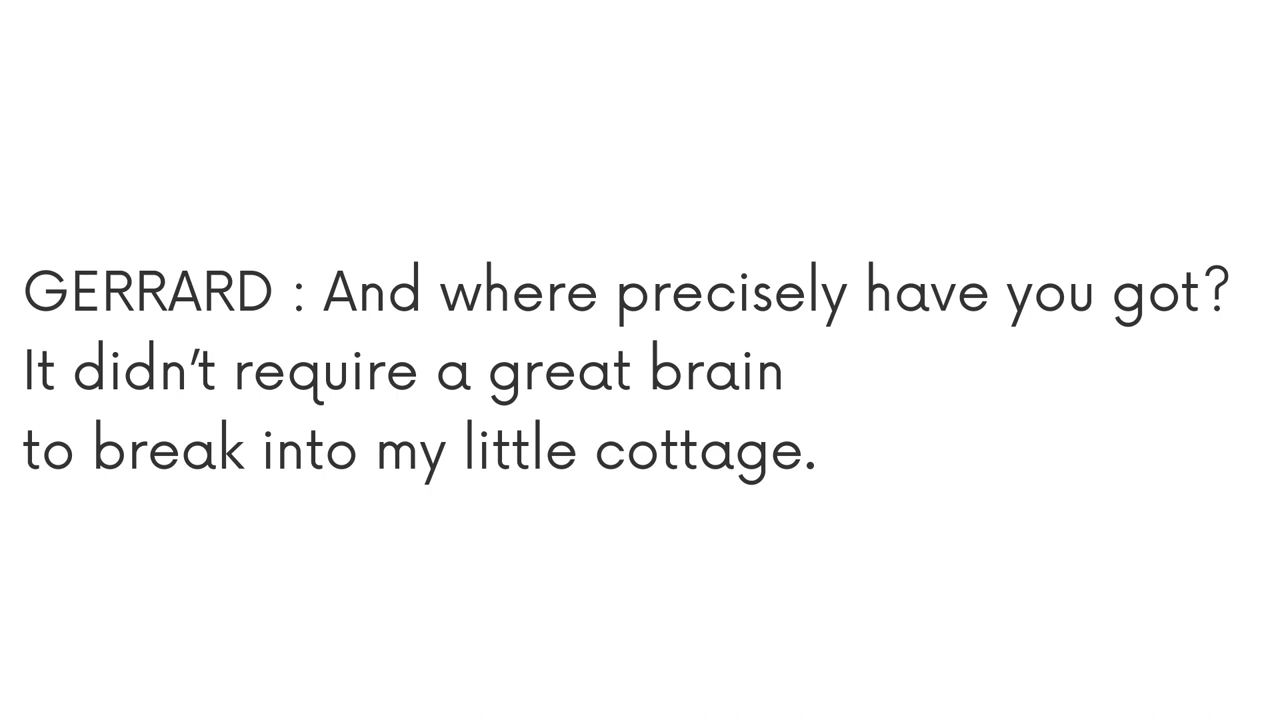 GERRARD : And where precisely have you got?
It didn’t require a great brain
to break into my little cottage.